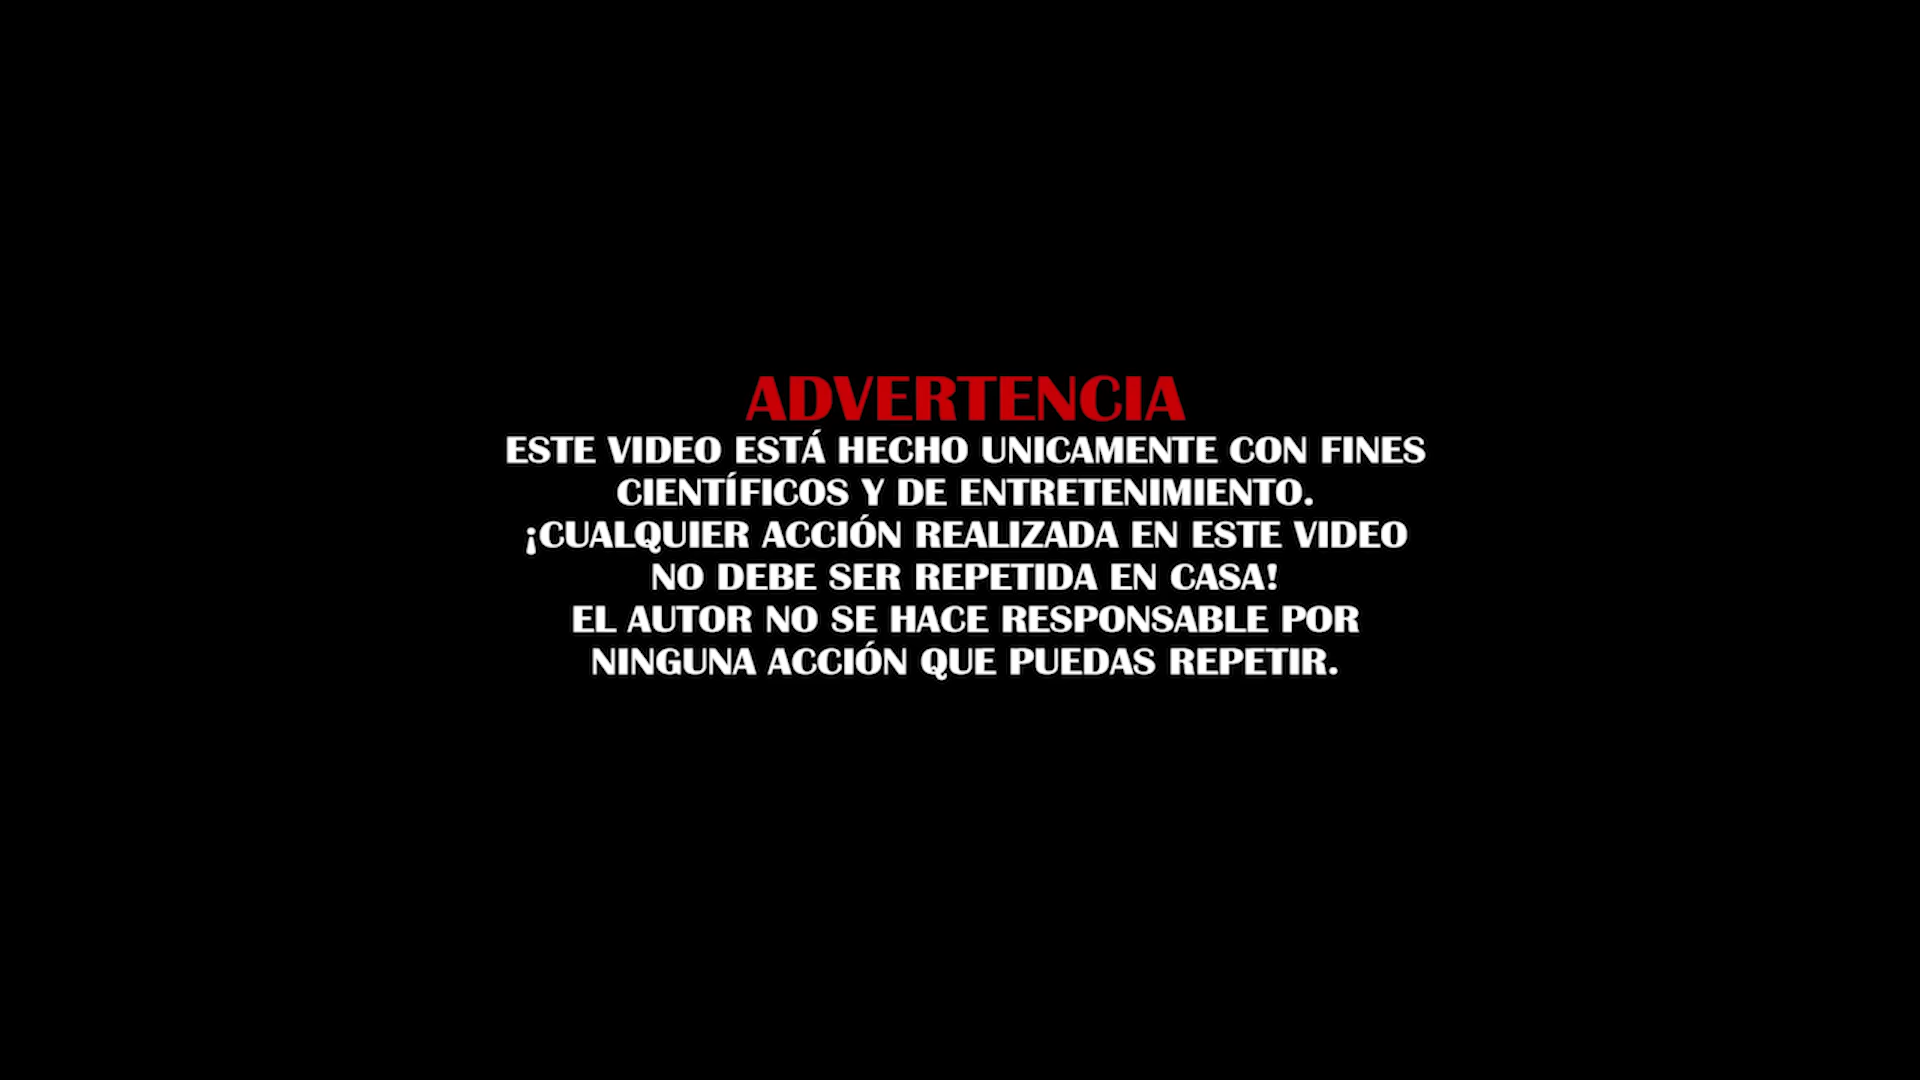 ADVERTENCIA
ESTE VIDEO ESTÁ HECHO UNICAMENTE CON FINES
CIENTÍFICOS Y DE ENTRETENIMIENTO.
¡CUALQUIER ACCIÓN REALIZADA EN ESTE VIDEO
NO DEBE SER REPETIDA EN CASA!
EL AUTOR NO SE HACE RESPONSABLE POR
NINGUNA ACCIÓN QUE PUEDAS REPETIR.